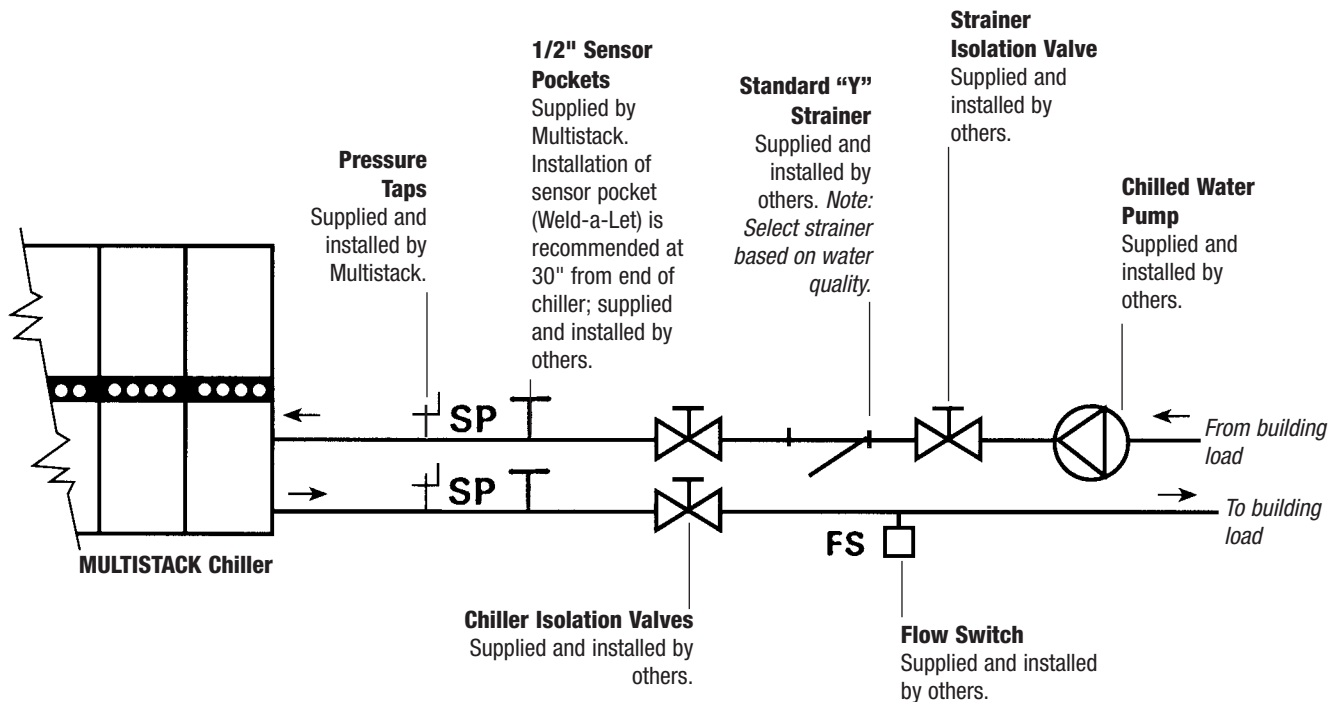 Strainer
Isolation Valve
Supplied and
installed by
others.
1/2" Sensor
Pockets
Supplied by
Multistack.
Installation of
sensor pocket
(Weld-a-Let) is
recommended at
30" from end of
chiller; supplied
and installed by
others.
Standard “Y”
Strainer
Supplied and
installed by
others. Note:
Select strainer
based on water
quality.
Pressure
Taps
Supplied and
installed by
Multistack.
Chilled Water
Pump
Supplied and
installed by
others.
SP
From building
load
SP
To building
load
FS
MULTISTACK Chiller
Chiller Isolation Valves
Supplied and installed by
others.
Flow Switch
Supplied and installed
by others.